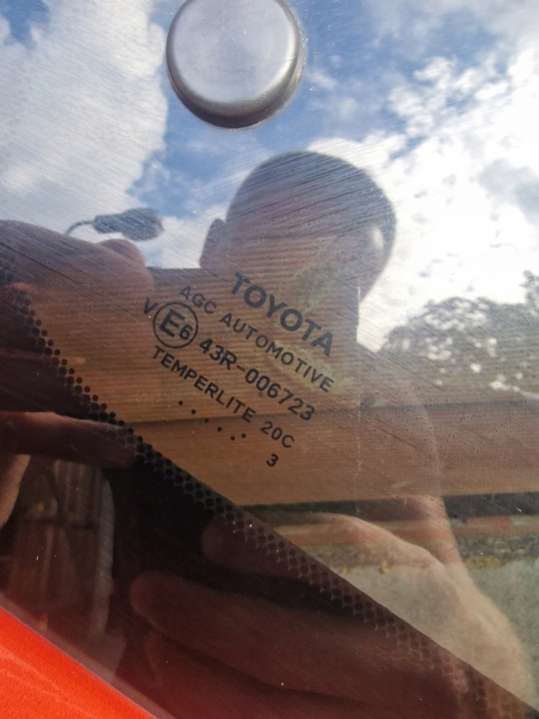 TOYOTA
AGC AUTOMOTIVE
V E6 43R-006723
TEMPERLITE 20C
3